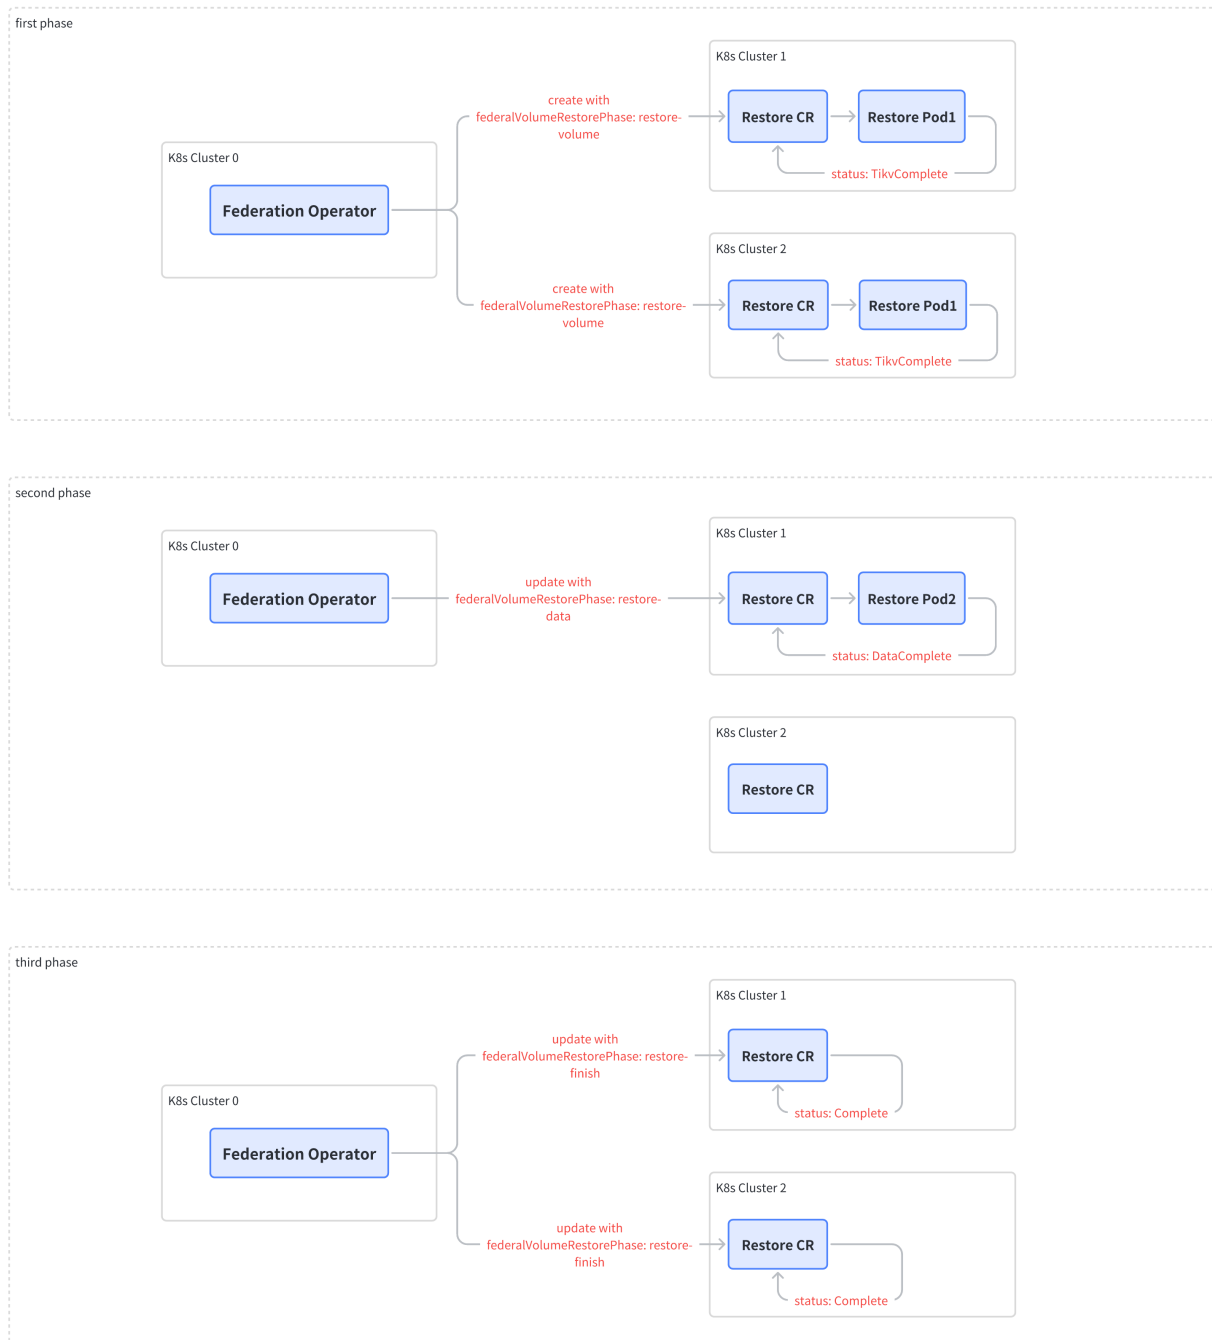 first phase
K8s Cluster 1
create with
federalVolumeRestorePhase: restore-
volume
Restore CR
Restore Pod1
status: TikvComplete
K8s Cluster 0
Federation Operator
K8s Cluster 2
create with
federalVolumeRestorePhase: restore-
volume
Restore CR
Restore Pod1
status: TikvComplete
second phase
K8s Cluster 0
Federation Operator
update with
federalVolumeRestorePhase: restore-
data
K8s Cluster 1
Restore CR
Restore Pod2
status: DataComplete
K8s Cluster 2
Restore CR
third phase
K8s Cluster 1
update with
federalVolumeRestorePhase: restore-
finish
Restore CR
status: Complete
K8s Cluster 0
Federation Operator
K8s Cluster 2
update with
federalVolumeRestorePhase: restore-
finish
Restore CR
status: Complete